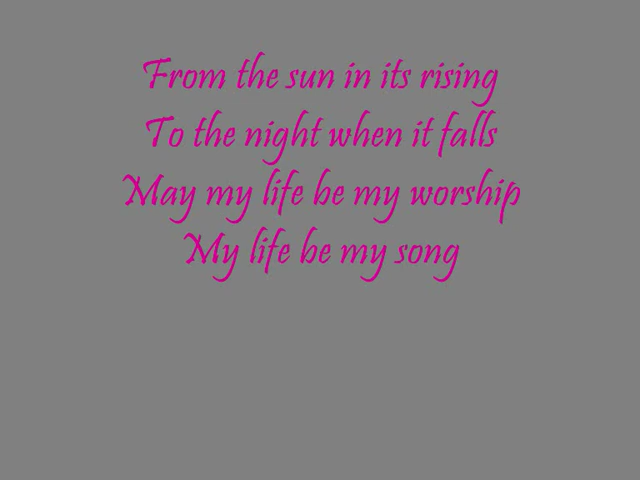 From the sun in its rising
To the night when it falls
May my life be my worship
My life be my song